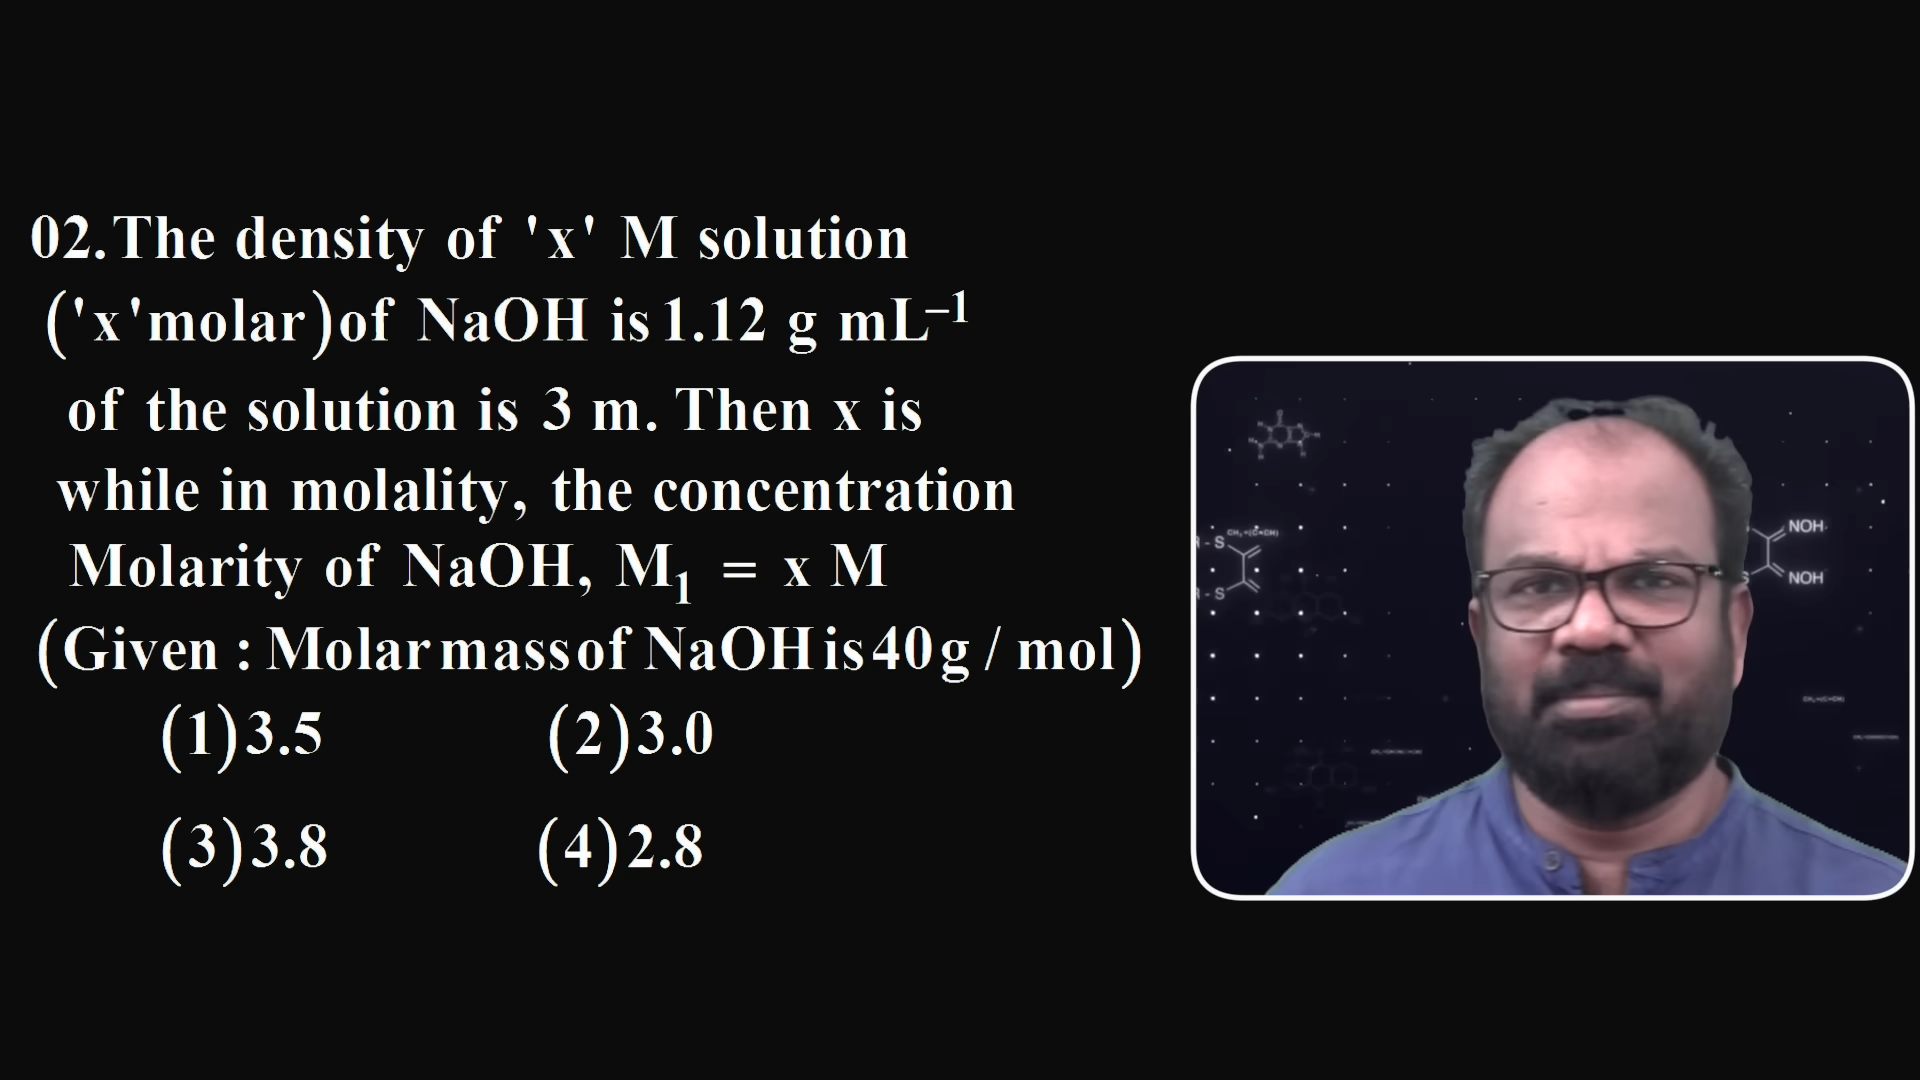 02. The density of 'x' M solution
('x' molar) of NaOH is 1.12 g mL⁻¹
of the solution is 3 m. Then x is
while in molality, the concentration
Molarity of NaOH, M₁ = x M
(Given : Molar mass of NaOH is 40 g / mol)
(1) 3.5 (2) 3.0
(3) 3.8 (4) 2.8
NOH
NOH
S